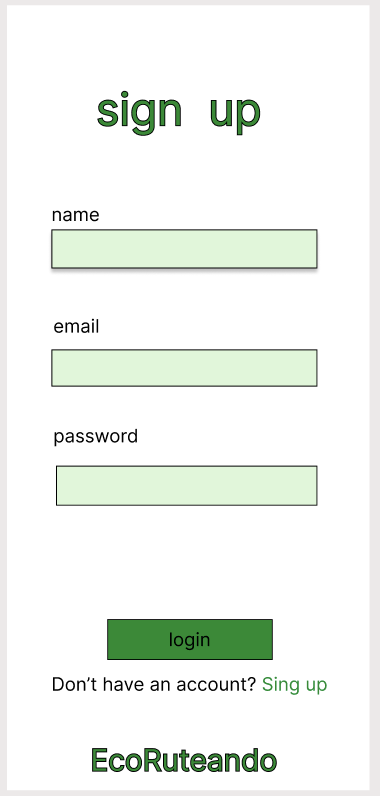 sign up
name
email
password
login
Don’t have an account? Sing up
EcoRuteando